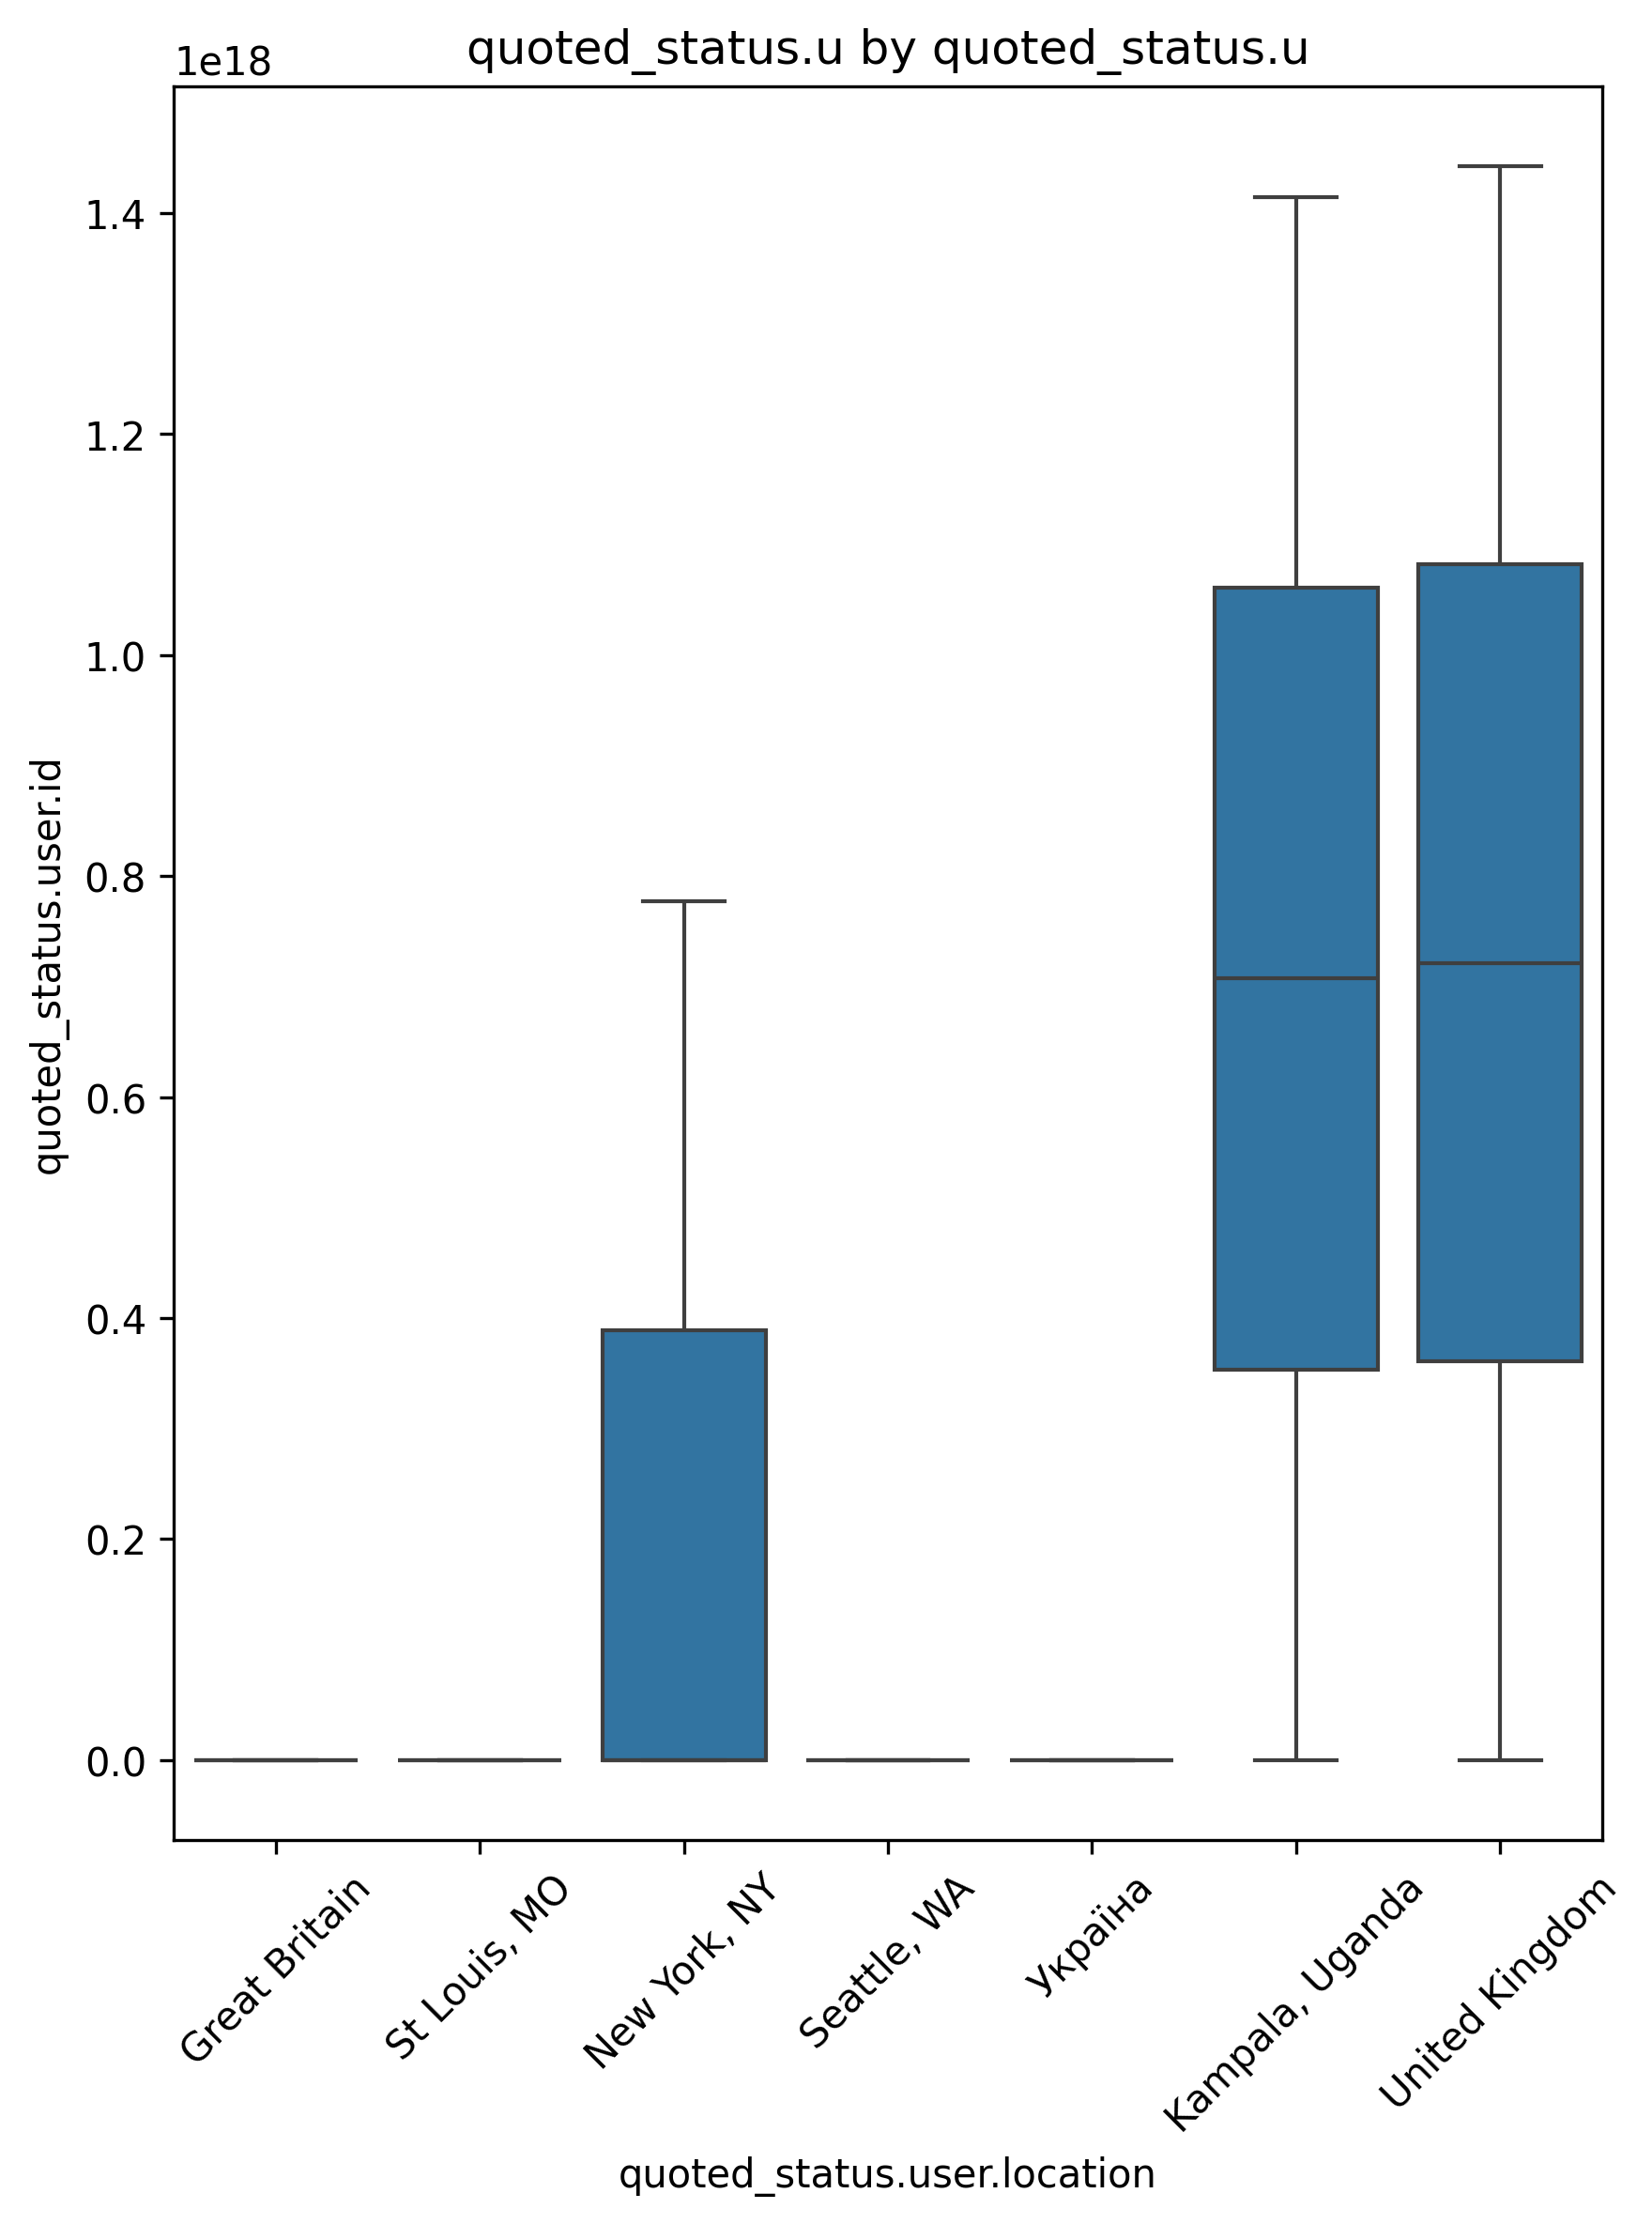 quoted_status.u by quoted_status.u
1e18
1.4
1.2
1.0
0.8
0.6
0.4
0.2
0.0
quoted_status.user.id
Great Britain
St Louis, MO
New York, NY
Seattle, WA
Україна
Kampala, Uganda
United Kingdom
quoted_status.user.location